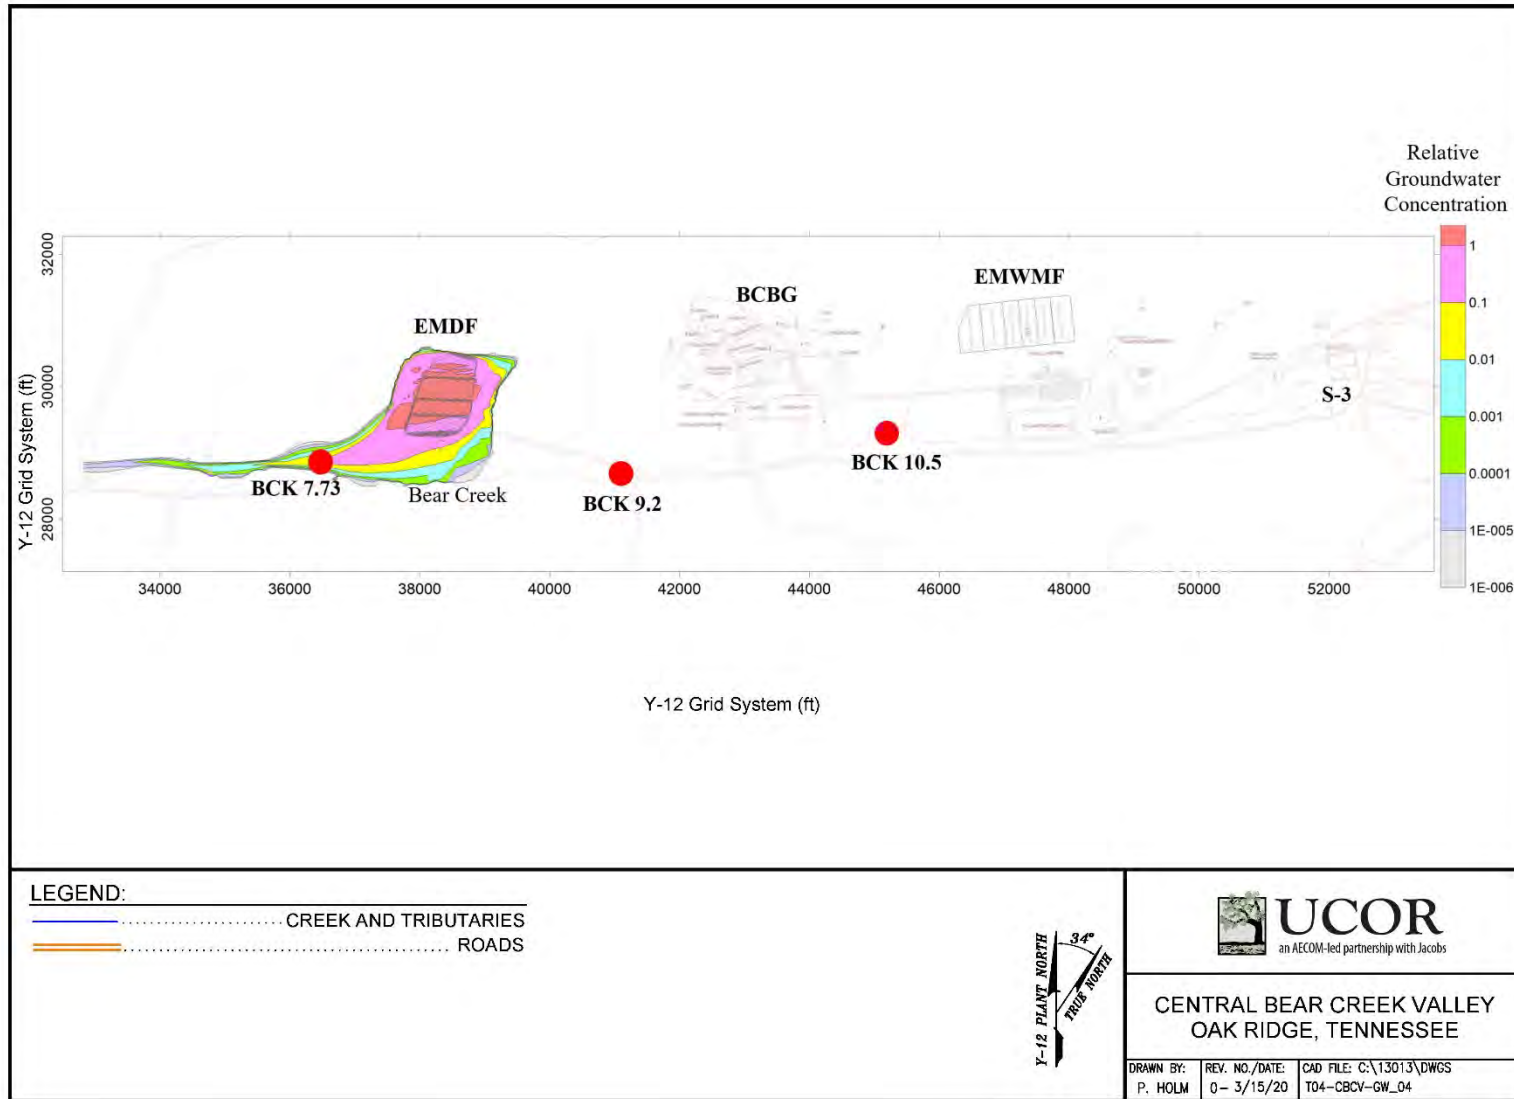 Relative
Groundwater
Concentration
1
0.1
0.01
0.001
0.0001
1E-005
1E-006
32000
30000
28000
Y-12 Grid System (ft)
EMDF
BCBG
EMWMF
S-3
BCK 7.73
Bear Creek
BCK 9.2
BCK 10.5
34000
36000
38000
40000
42000
44000
46000
48000
50000
52000
Y-12 Grid System (ft)
LEGEND:
CREEK AND TRIBUTARIES
ROADS
Y-12 PLANT NORTH
34°
TRUE NORTH
UCOR
an AECOM-led partnership with Jacobs
CENTRAL BEAR CREEK VALLEY
OAK RIDGE, TENNESSEE
DRAWN BY:
P. HOLM
REV. NO./DATE:
0- 3/15/20
CAD FILE: C:\13013\DWGS
T04-CBCV-GW_04